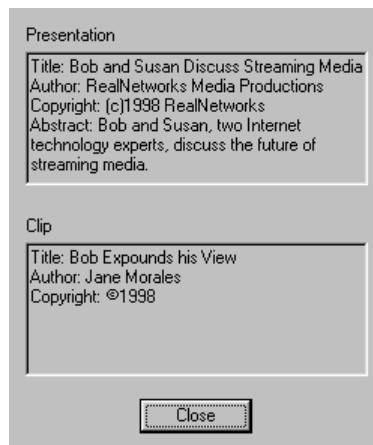 Presentation
Title: Bob and Susan Discuss Streaming Media
Author: RealNetworks Media Productions
Copyright: (c)1998 RealNetworks
Abstract: Bob and Susan, two Internet
technology experts, discuss the future of
streaming media.
Clip
Title: Bob Expounds his View
Author: Jane Morales
Copyright: ©1998
Close